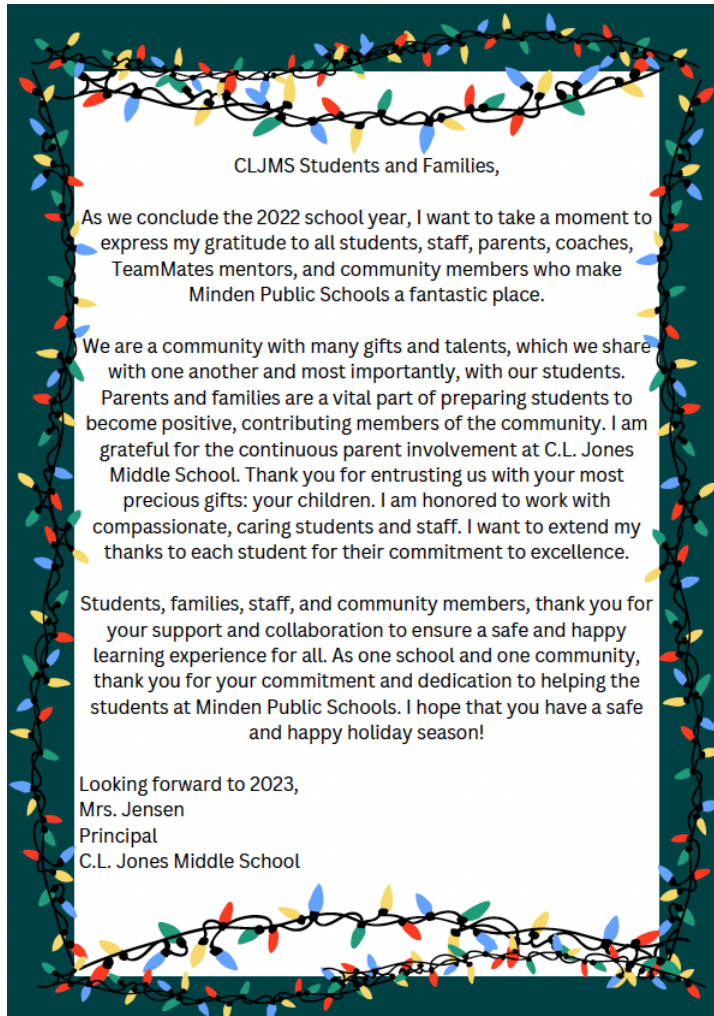 CLJMS Students and Families,
As we conclude the 2022 school year, I want to take a moment to
express my gratitude to all students, staff, parents, coaches,
TeamMates mentors, and community members who make
Minden Public Schools a fantastic place.
We are a community with many gifts and talents, which we share
with one another and most importantly, with our students.
Parents and families are a vital part of preparing students to
become positive, contributing members of the community. I am
grateful for the continuous parent involvement at C.L. Jones
Middle School. Thank you for entrusting us with your most
precious gifts: your children. I am honored to work with
compassionate, caring students and staff. I want to extend my
thanks to each student for their commitment to excellence.
Students, families, staff, and community members, thank you for
your support and collaboration to ensure a safe and happy
learning experience for all. As one school and one community,
thank you for your commitment and dedication to helping the
students at Minden Public Schools. I hope that you have a safe
and happy holiday season!
Looking forward to 2023,
Mrs. Jensen
Principal
C.L. Jones Middle School